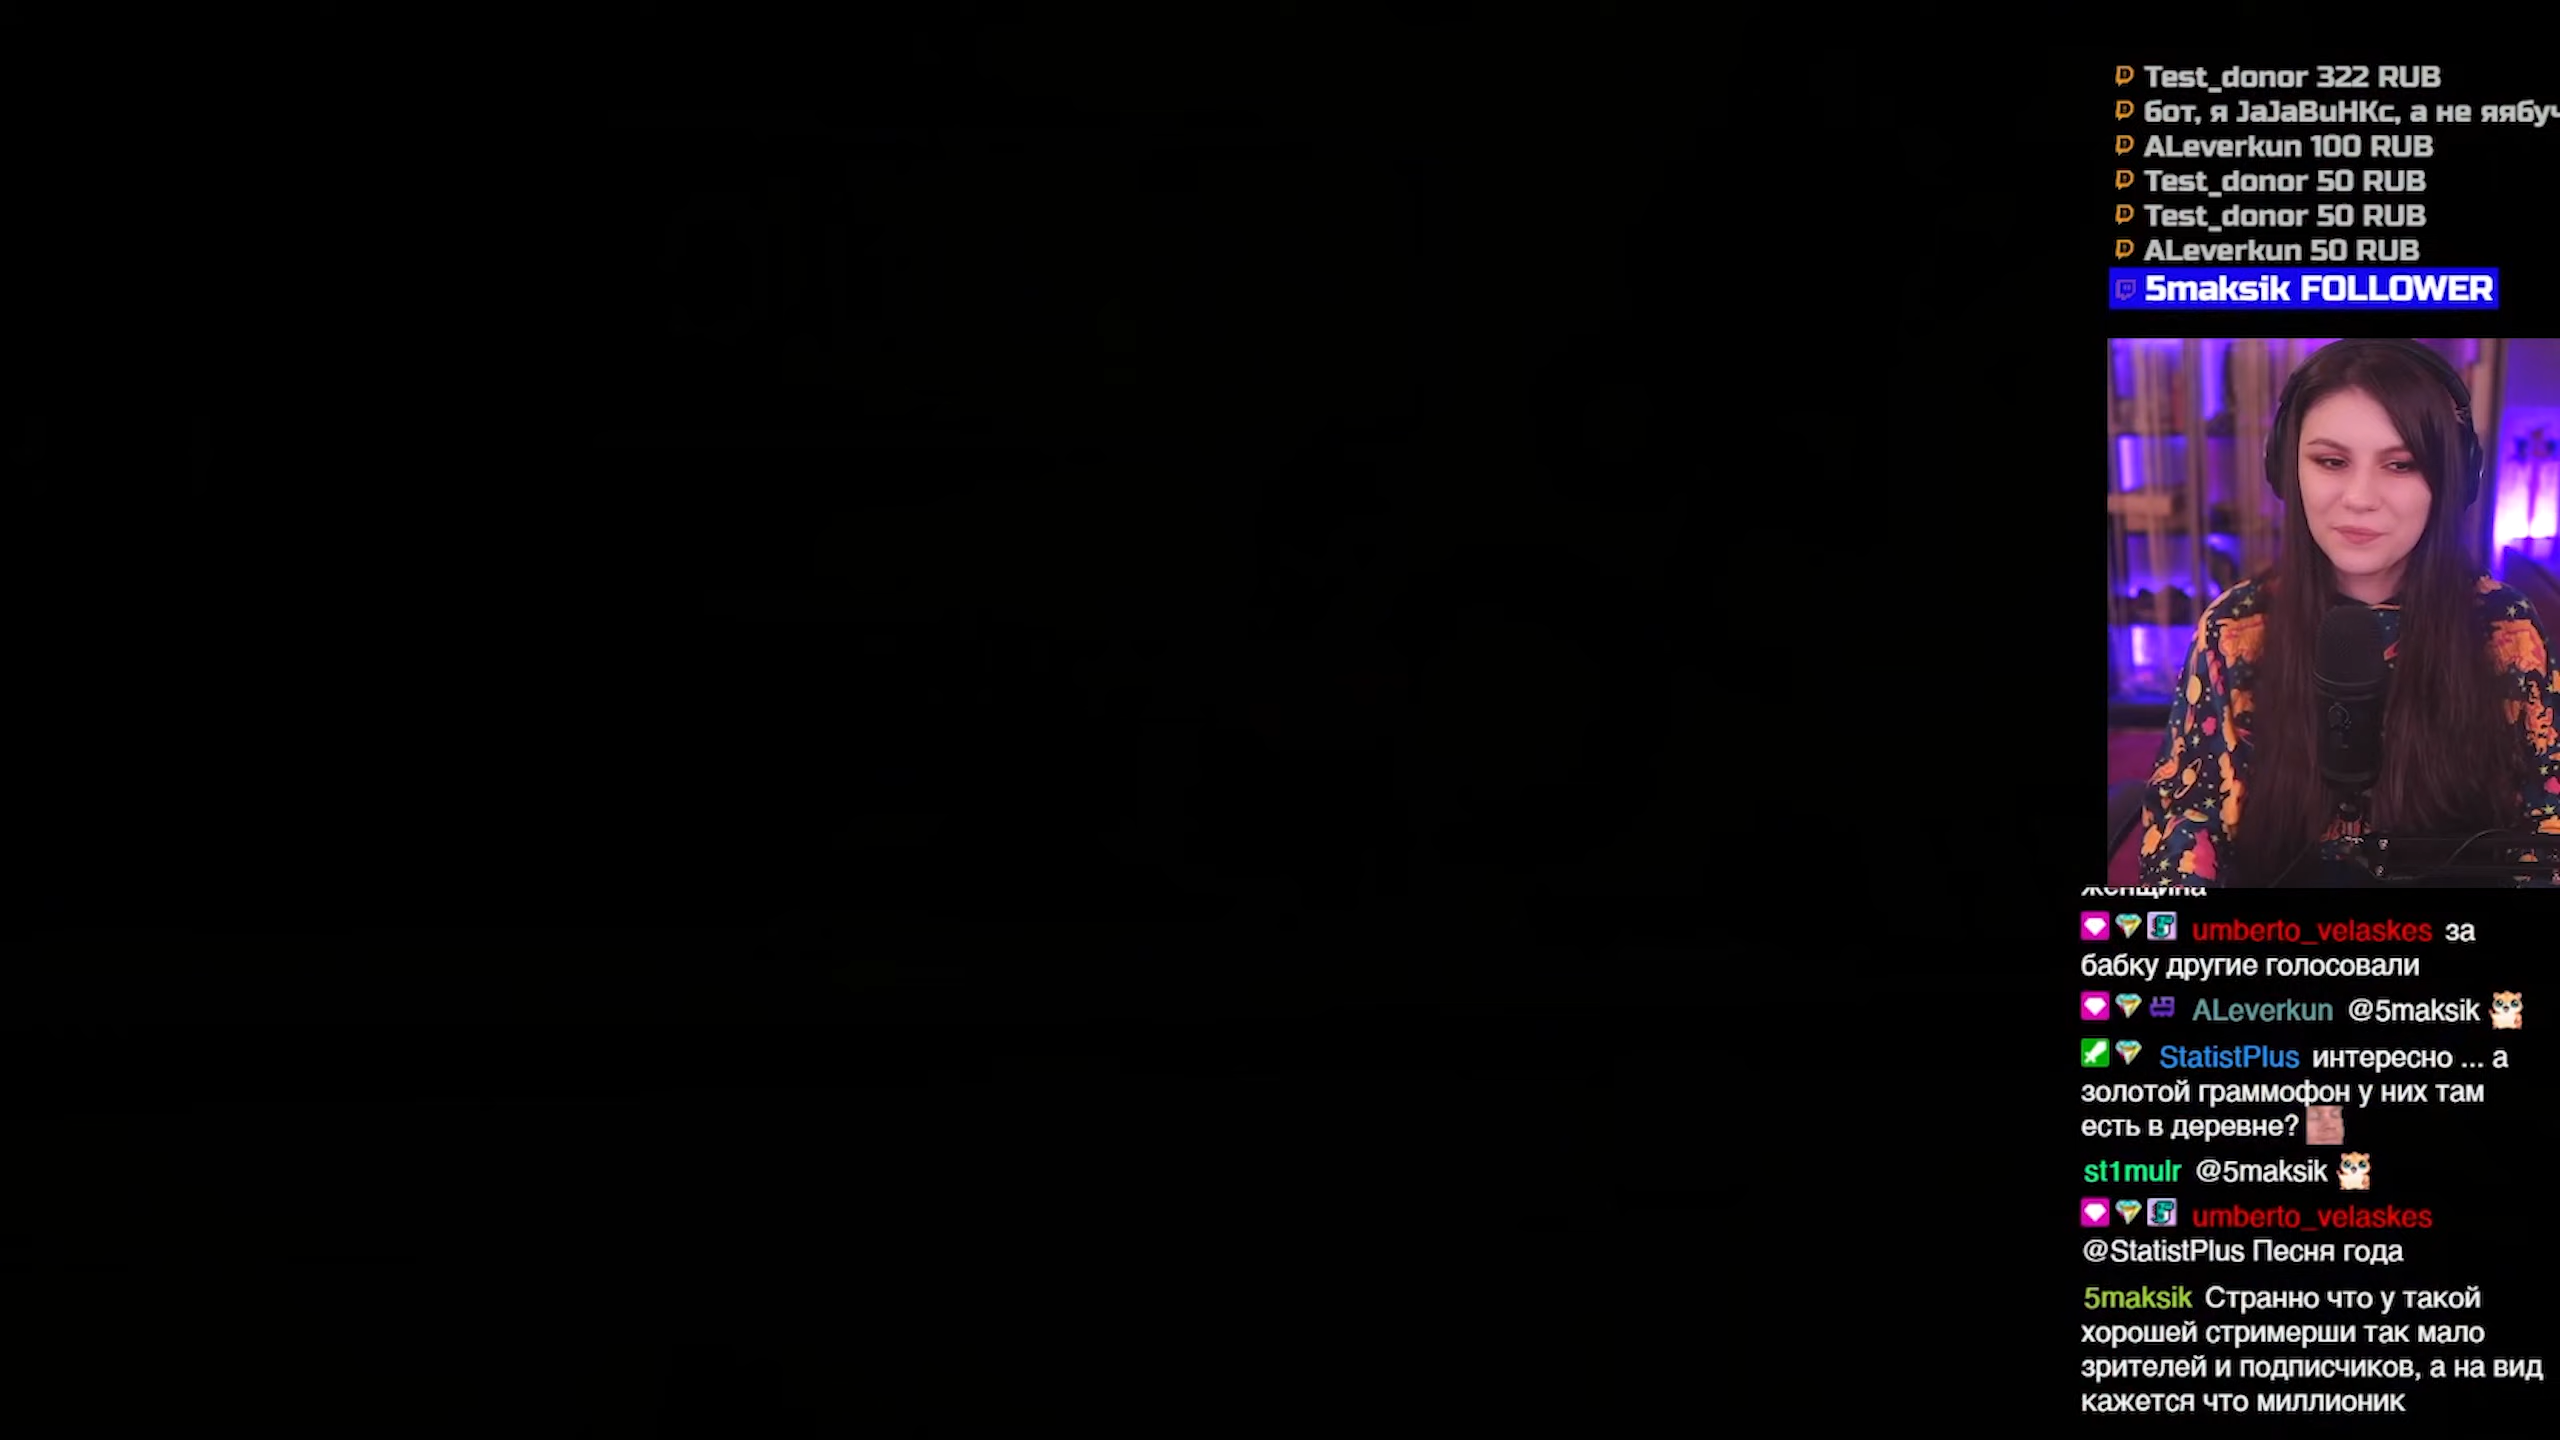 Test_donor 322 RUB
бот, я JaJaBuHKc, а не яябуч
ALeverkun 100 RUB
Test_donor 50 RUB
Test_donor 50 RUB
ALeverkun 50 RUB
5maksik FOLLOWER
женщина
umberto_velaskes за
бабку другие голосовали
ALeverkun @5maksik
StatistPlus интересно ... а
золотой граммофон у них там
есть в деревне?
st1mulr @5maksik
umberto_velaskes
@StatistPlus Песня года
5maksik Странно что у такой
хорошей стримерши так мало
зрителей и подписчиков, а на вид
кажется что миллионик